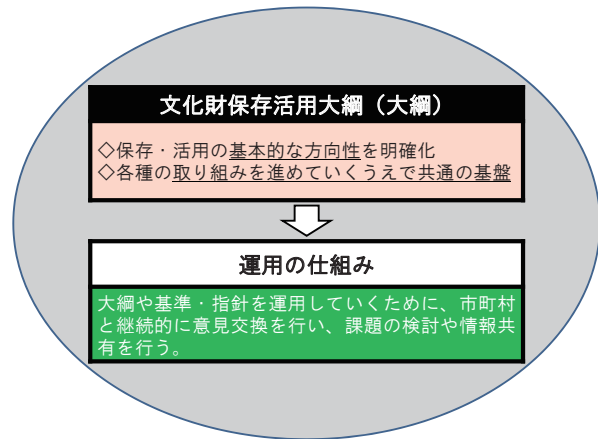 文化財保存活用大綱（大綱）
◇保存・活用の基本的な方向性を明確化
◇各種の取り組みを進めていくうえで共通の基盤
運用の仕組み
大綱や基準・指針を運用していくために、市町村
と継続的に意見交換を行い、課題の検討や情報共
有を行う。